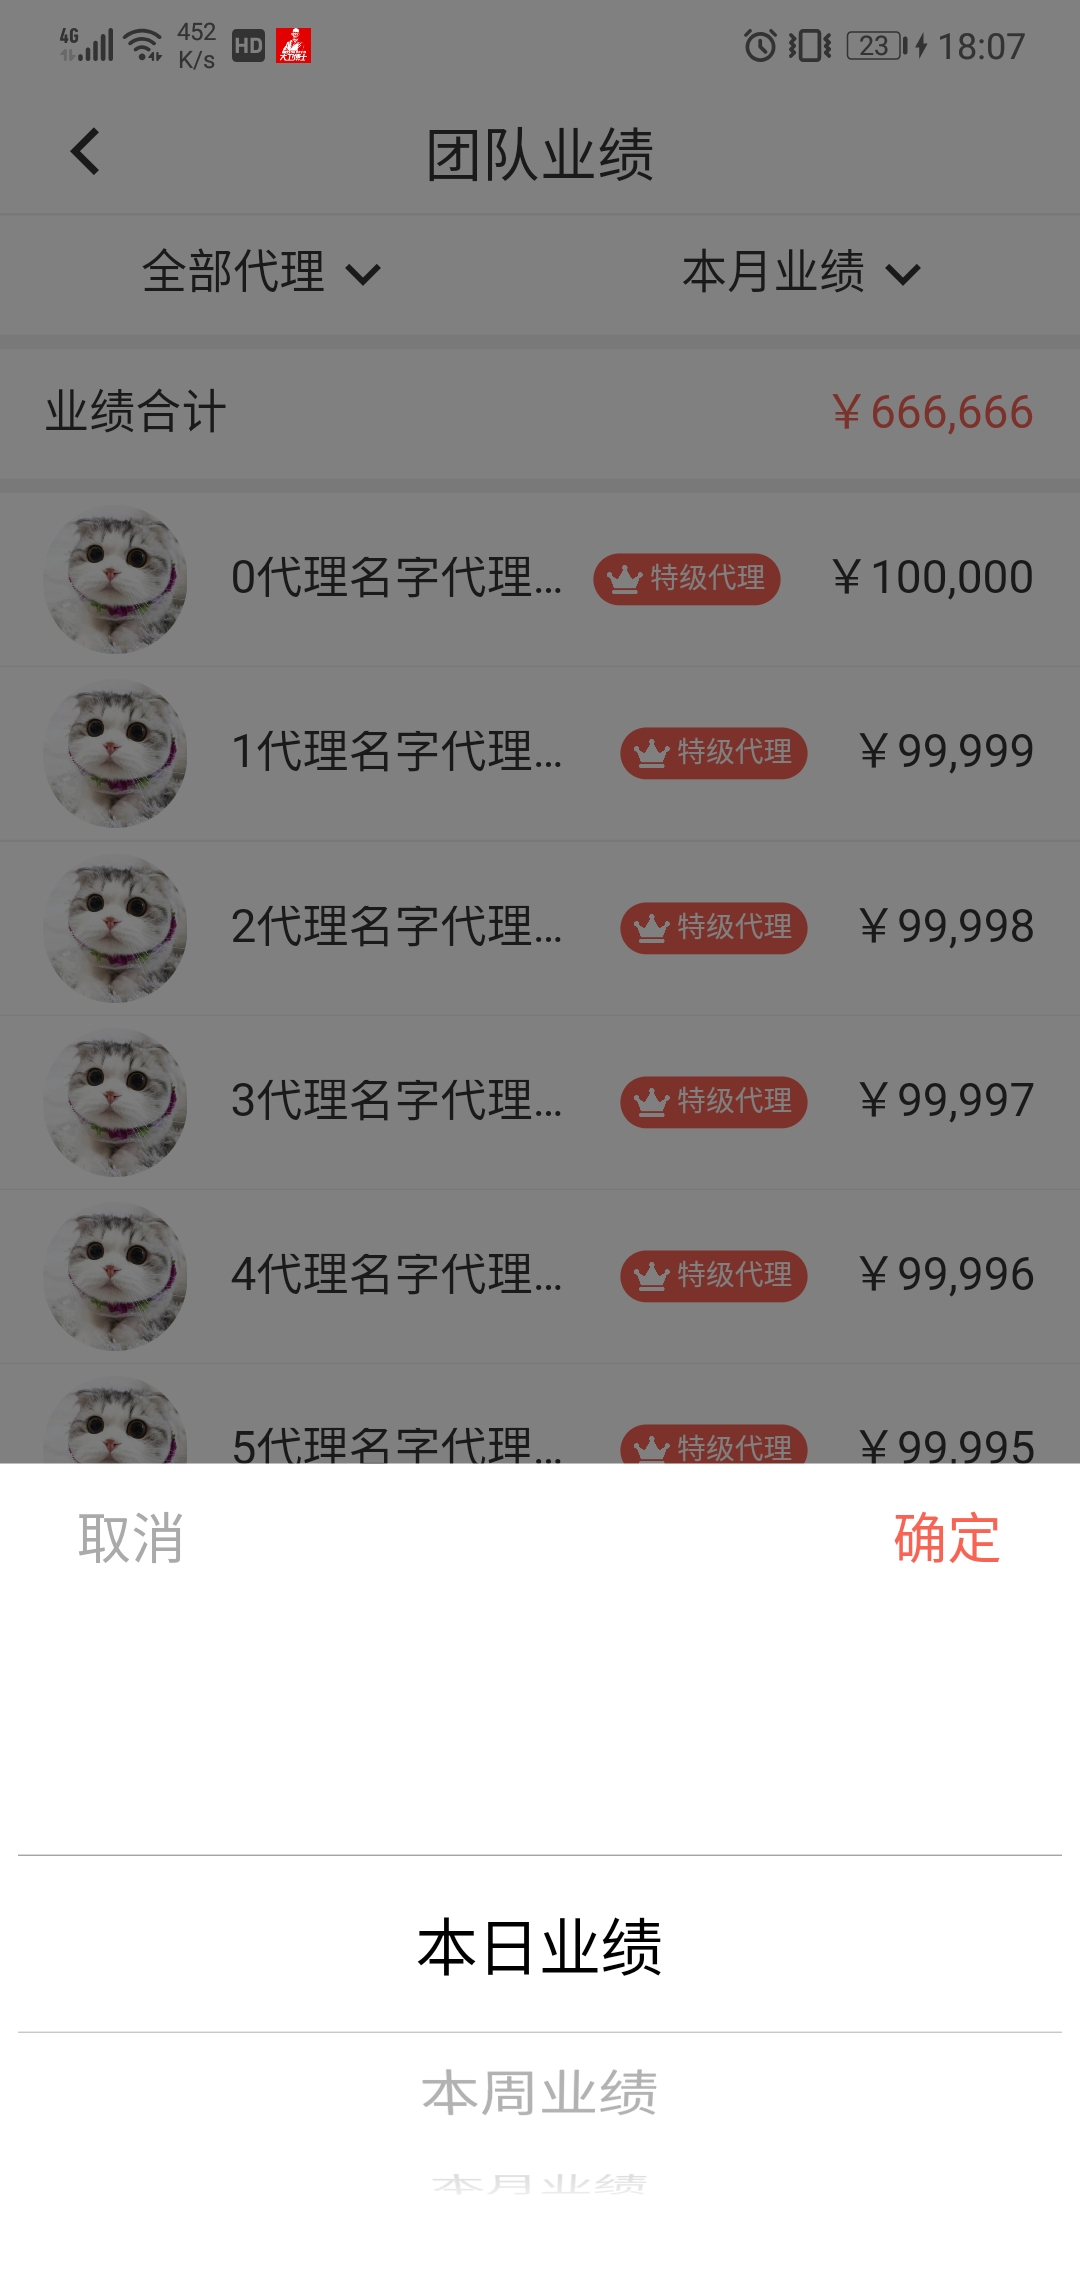 4G 452 K/s HD 23 18:07
团队业绩
全部代理 本月业绩
业绩合计 ￥666,666
0代理名字代理... 特级代理 ￥100,000
1代理名字代理... 特级代理 ￥99,999
2代理名字代理... 特级代理 ￥99,998
3代理名字代理... 特级代理 ￥99,997
4代理名字代理... 特级代理 ￥99,996
5代理名字代理... 特级代理 ￥99,995
取消 确定
本日业绩
本周业绩
本月业绩